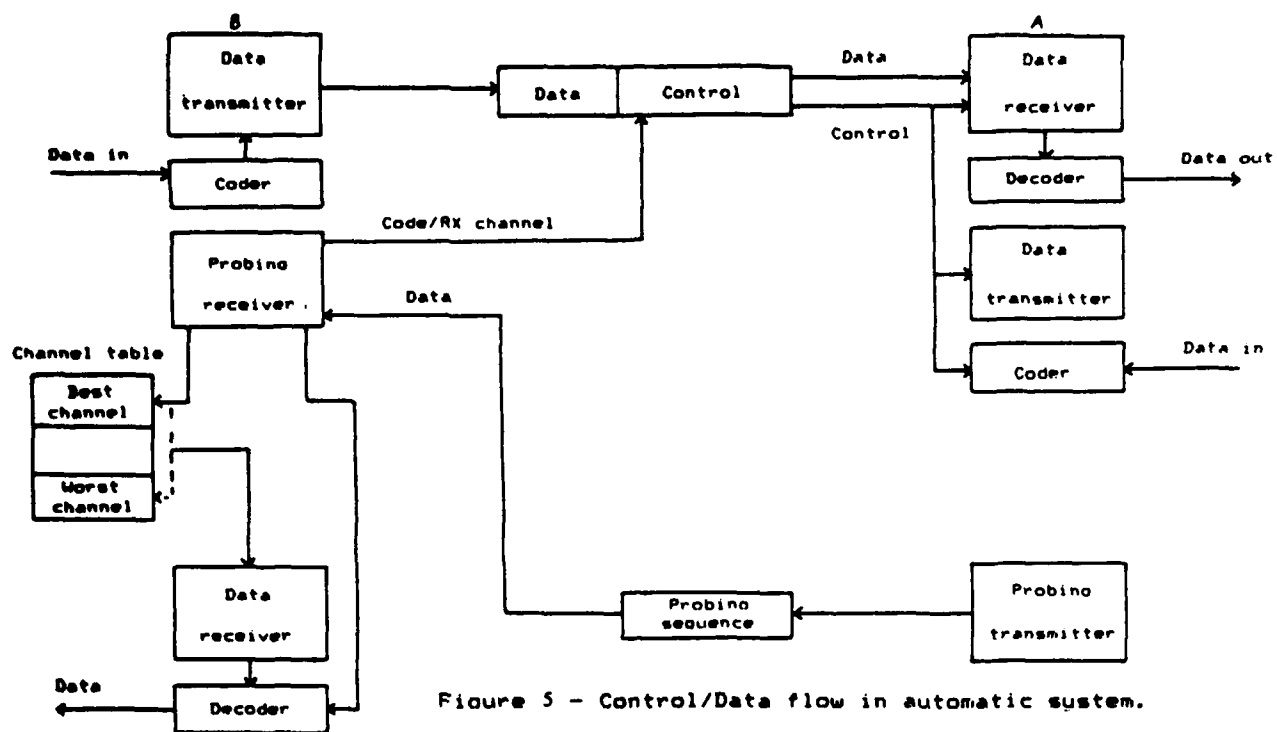 B
Data
transmitter
Data in
Coder
Code/RX channel
Probing
receiver
Data
Channel table
Best
channel
Worst
channel
Data
receiver
Data
Decoder
Data
Control
Data
Control
A
Data
receiver
Decoder
Data out
Data
transmitter
Data in
Coder
Probing
sequence
Probing
transmitter
Figure 5 - Control/Data flow in automatic system.